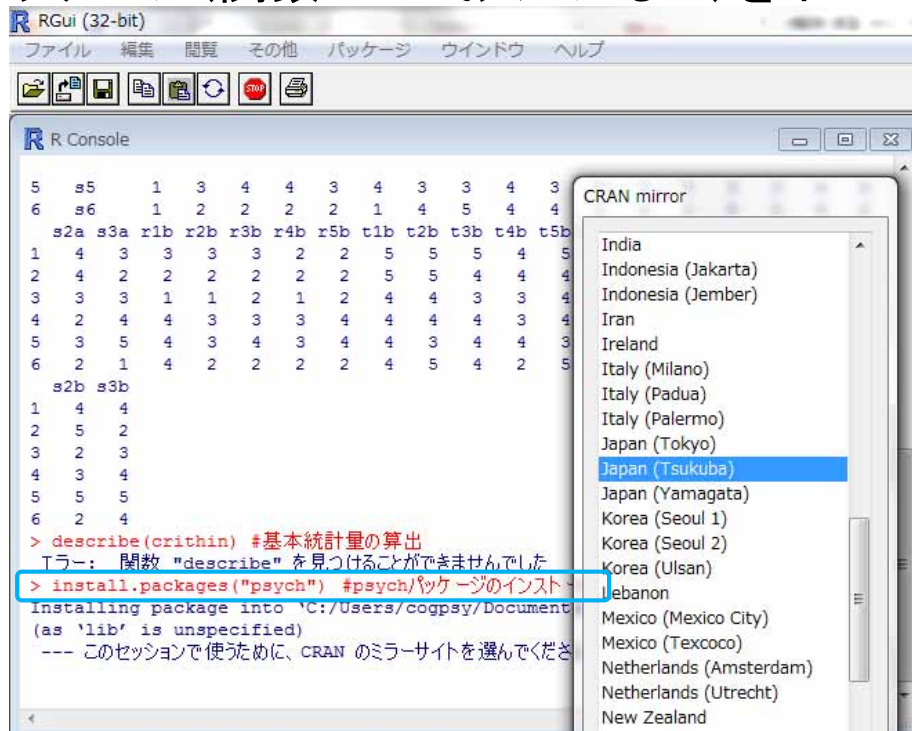 RGui (32-bit)
ファイル 編集 閲覧 その他 パッケージ ウインドウ ヘルプ
STOP
R Console
5 s5 1 3 4 4 3 4 3 3 4 3
6 s6 1 2 2 2 2 1 4 5 4 4
s2a s3a r1b r2b r3b r4b r5b t1b t2b t3b t4b t5b
1 4 3 3 3 3 2 2 5 5 5 4 5
2 4 2 2 2 2 2 2 5 5 4 4 4
3 3 3 1 1 2 1 2 4 4 3 3 4
4 2 4 4 3 3 3 4 4 4 4 3 4
5 3 5 4 3 4 3 4 4 3 4 4 3
6 2 1 4 2 2 2 2 4 5 4 2 5
s2b s3b
1 4 4
2 5 2
3 2 3
4 3 4
5 5 5
6 2 4
> describe(crithin) #基本統計量の算出
エラー: 関数 "describe" を見つけることができませんでした
> install.packages("psych") #psychパッケージのインスト
Installing package into ‘C:/Users/cogpsy/Document
(as ‘lib’ is unspecified)
--- このセッションで使うために、CRAN のミラーサイトを選んでくださ
CRAN mirror
India
Indonesia (Jakarta)
Indonesia (Jember)
Iran
Ireland
Italy (Milano)
Italy (Padua)
Italy (Palermo)
Japan (Tokyo)
Japan (Tsukuba)
Japan (Yamagata)
Korea (Seoul 1)
Korea (Seoul 2)
Korea (Ulsan)
Lebanon
Mexico (Mexico City)
Mexico (Texcoco)
Netherlands (Amsterdam)
Netherlands (Utrecht)
New Zealand